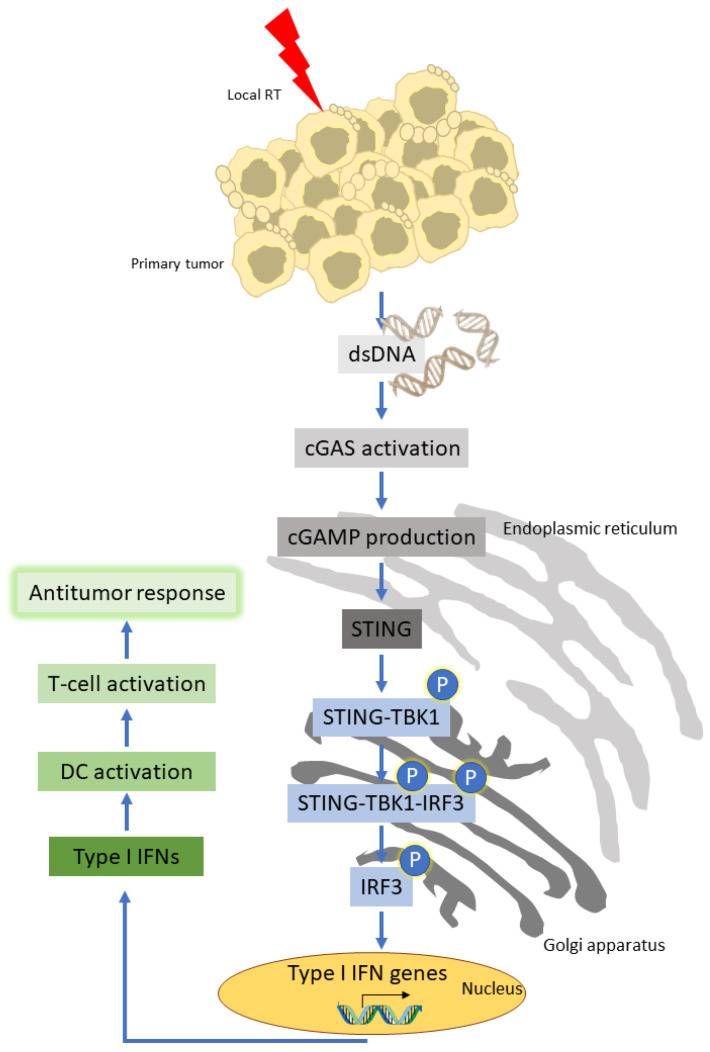 Local RT
Primary tumor
dsDNA
cGAS activation
cGAMP production
Endoplasmic reticulum
STING
P
STING-TBK1
P
P
STING-TBK1-IRF3
P
IRF3
Golgi apparatus
Type I IFN genes
Nucleus
Type I IFNs
DC activation
T-cell activation
Antitumor response